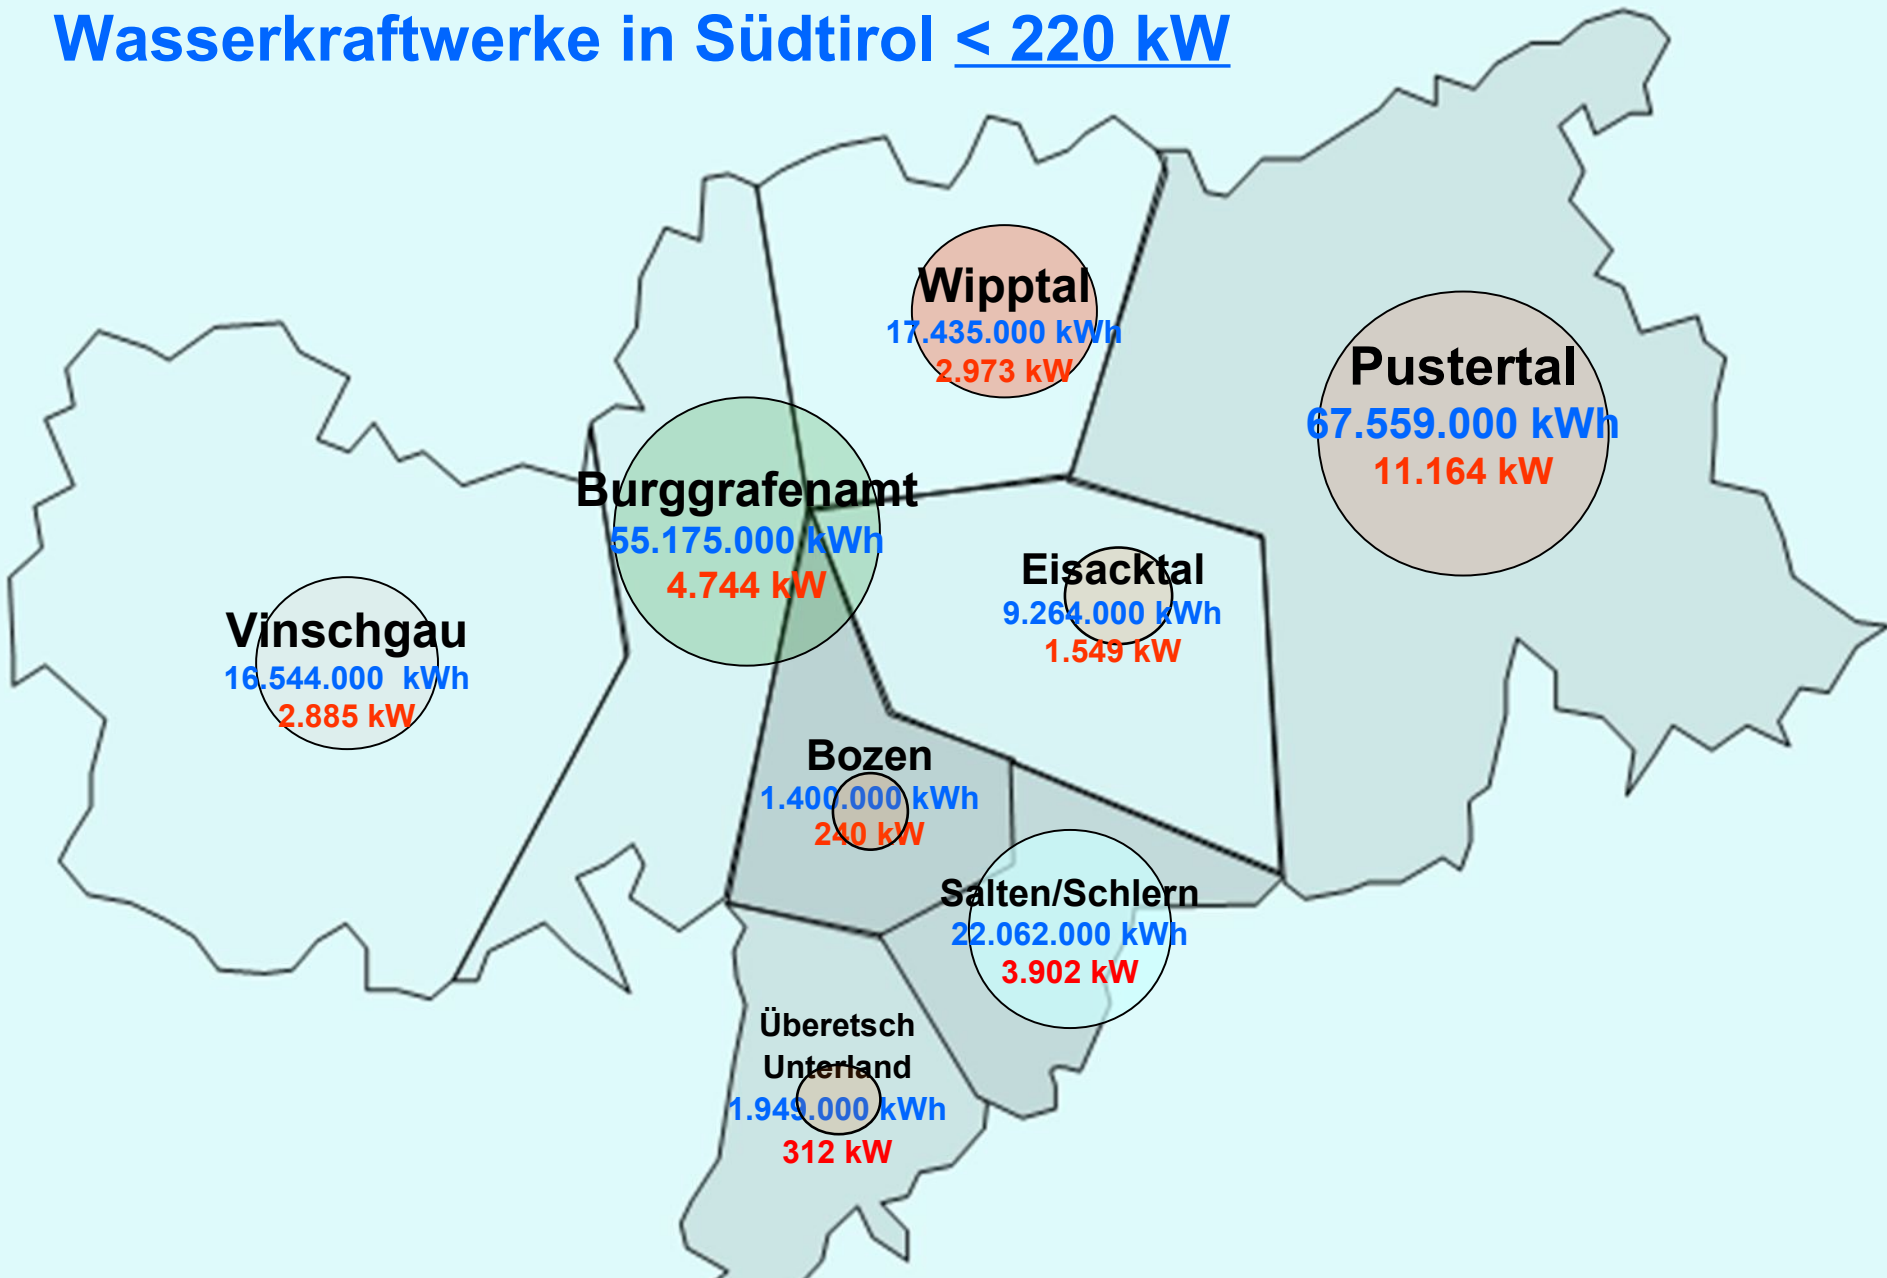 Wasserkraftwerke in Südtirol < 220 kW
Wipptal
17.435.000 kWh
2.973 kW
Pustertal
67.559.000 kWh
11.164 kW
Burggrafenamt
55.175.000 kWh
4.744 kW
Eisacktal
9.264.000 kWh
1.549 kW
Vinschgau
16.544.000  kWh
2.885 kW
Bozen
1.400.000 kWh
240 kW
Salten/Schlern
22.062.000 kWh
3.902 kW
Überetsch
Unterland
1.949.000 kWh
312 kW